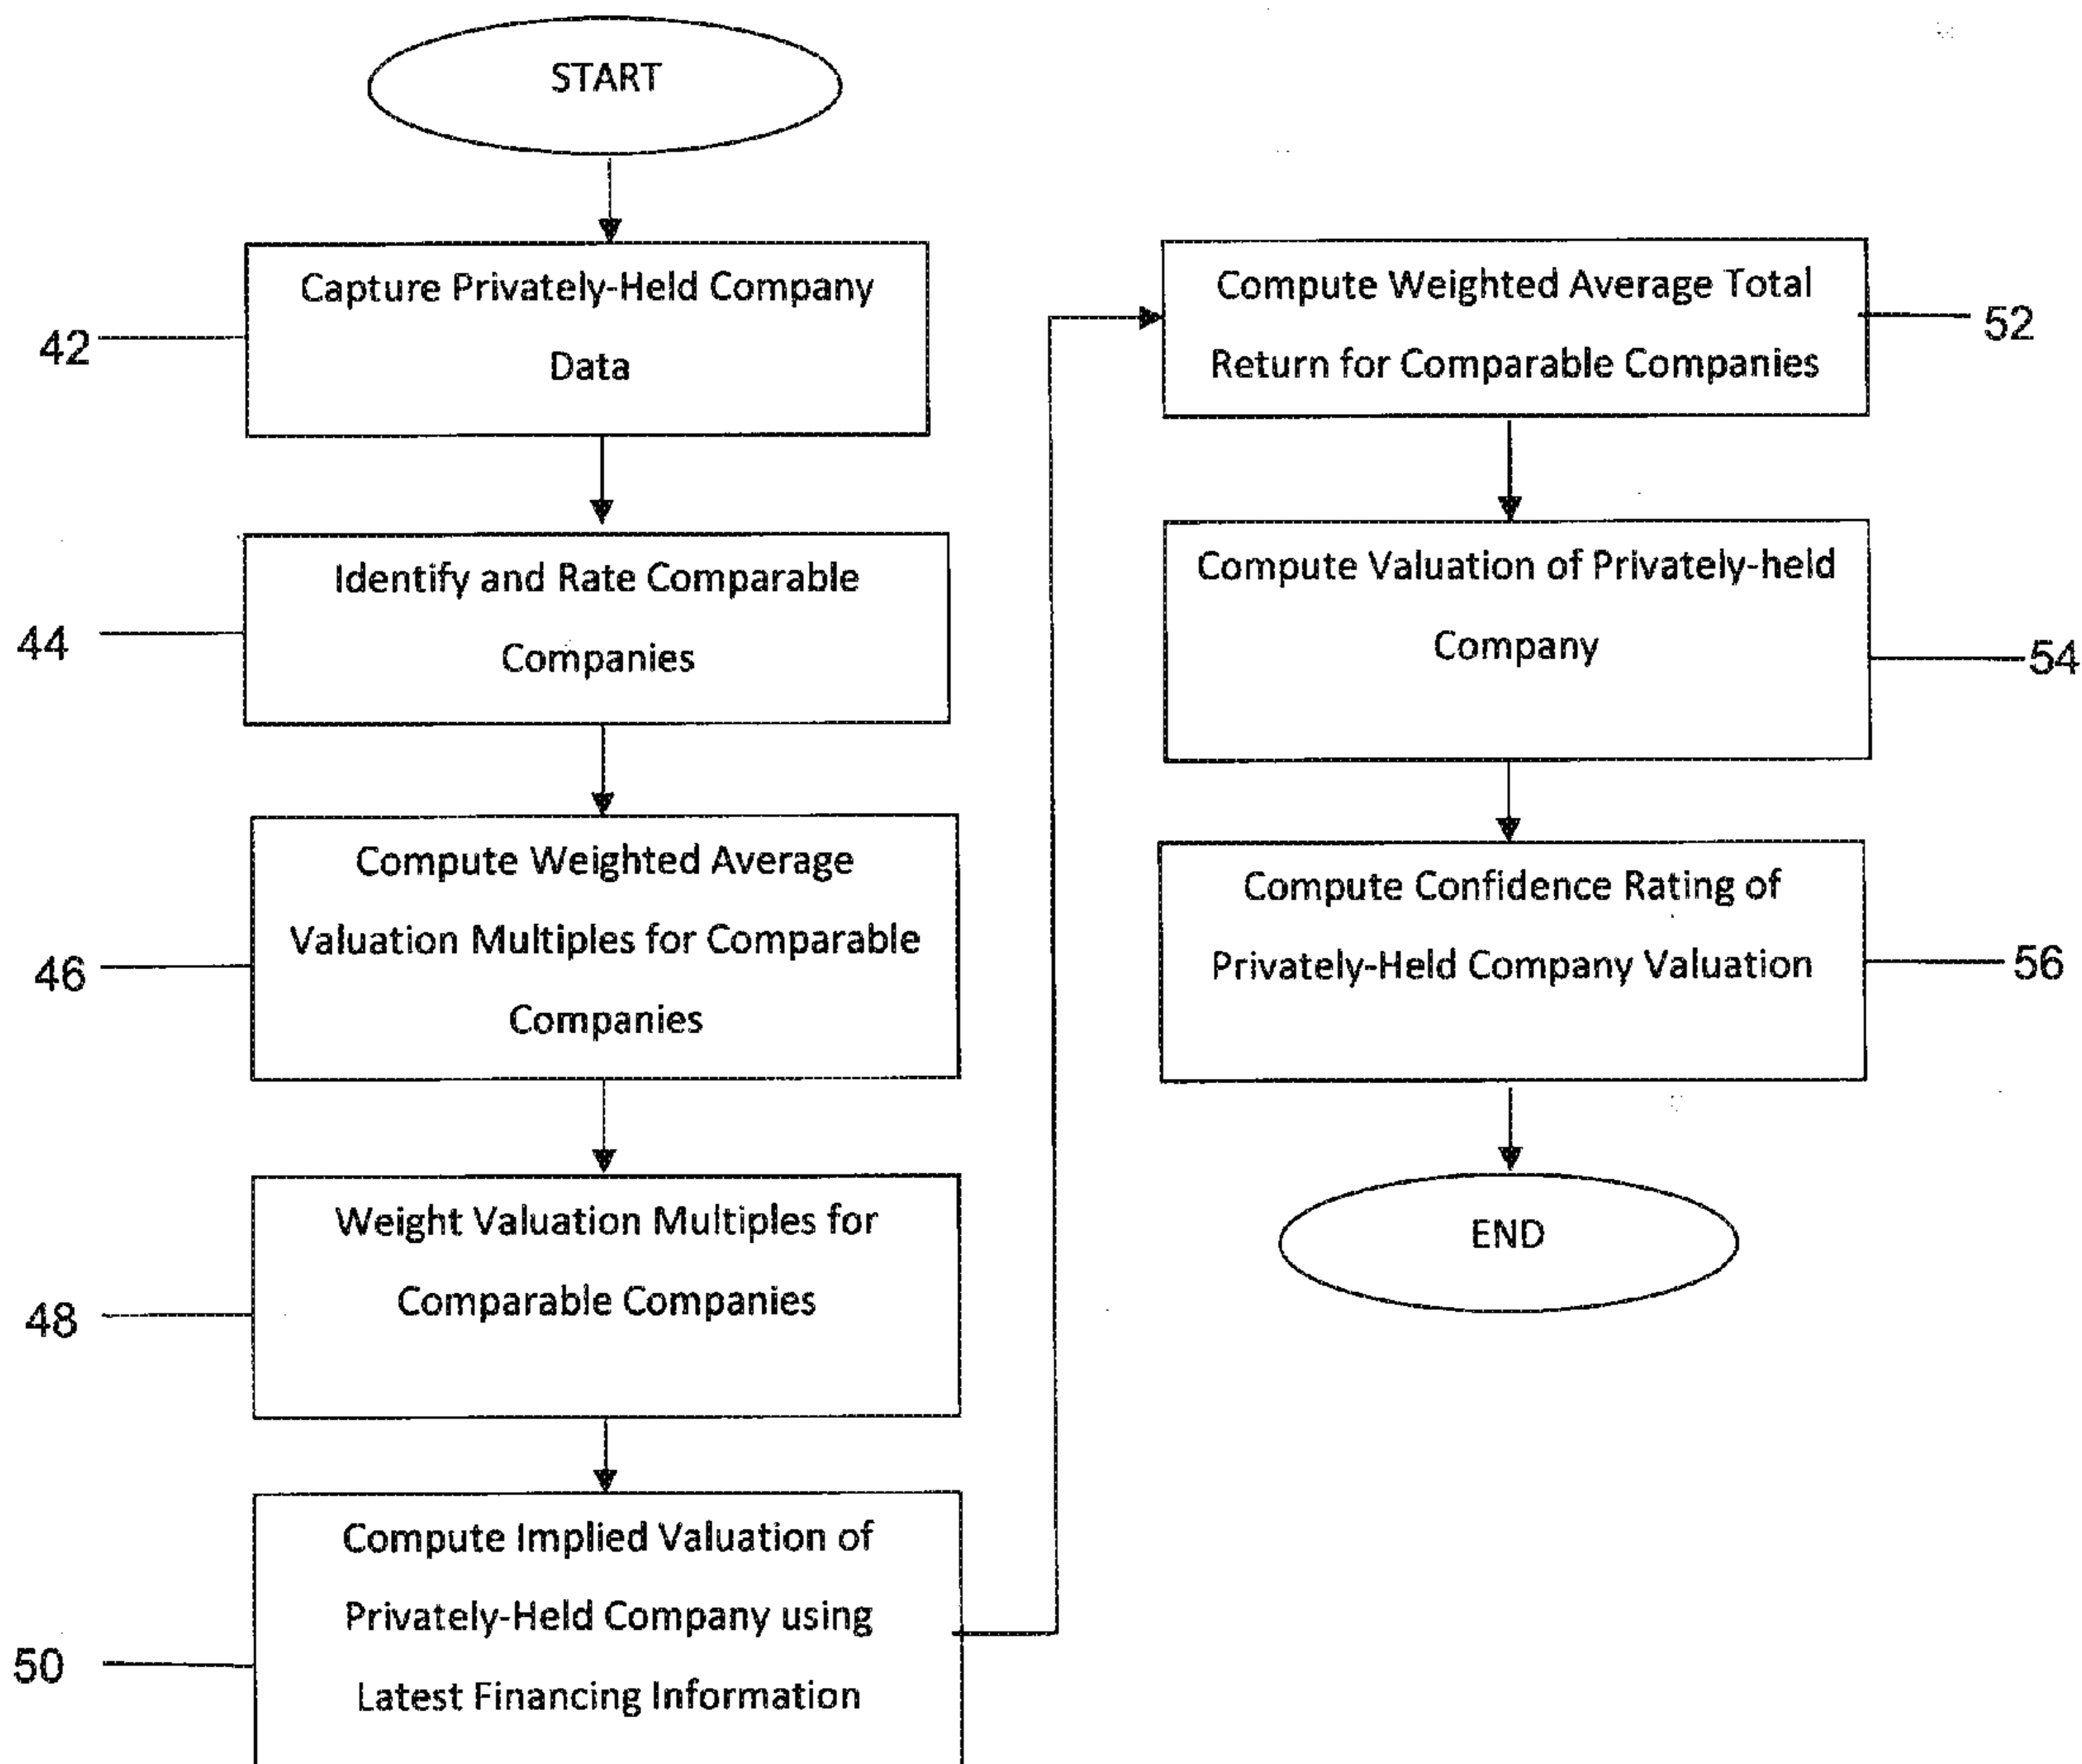 START
Capture Privately-Held Company
Data
42
Identify and Rate Comparable
Companies
44
Compute Weighted Average
Valuation Multiples for Comparable
Companies
46
Weight Valuation Multiples for
Comparable Companies
48
Compute Implied Valuation of
Privately-Held Company using
Latest Financing Information
50
Compute Weighted Average Total
Return for Comparable Companies
52
Compute Valuation of Privately-held
Company
54
Compute Confidence Rating of
Privately-Held Company Valuation
56
END